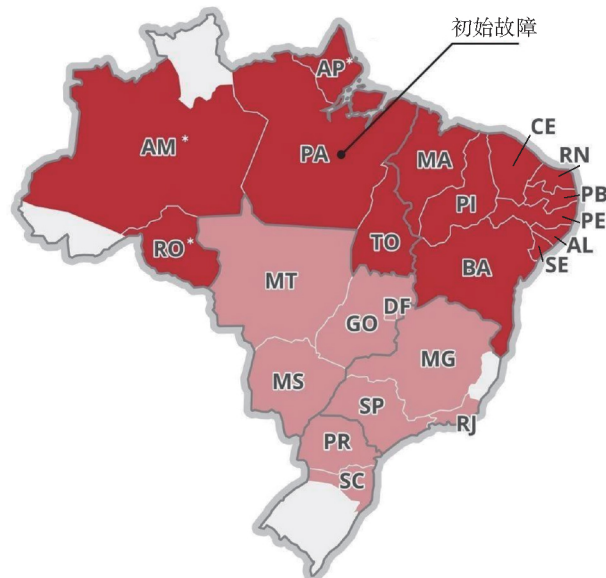 初始故障
AP*
CE
AM*
PA
MA
RN
PI
PB
PE
RO*
TO
AL
BA
SE
MT
DF
GO
MG
MS
SP
RJ
PR
SC